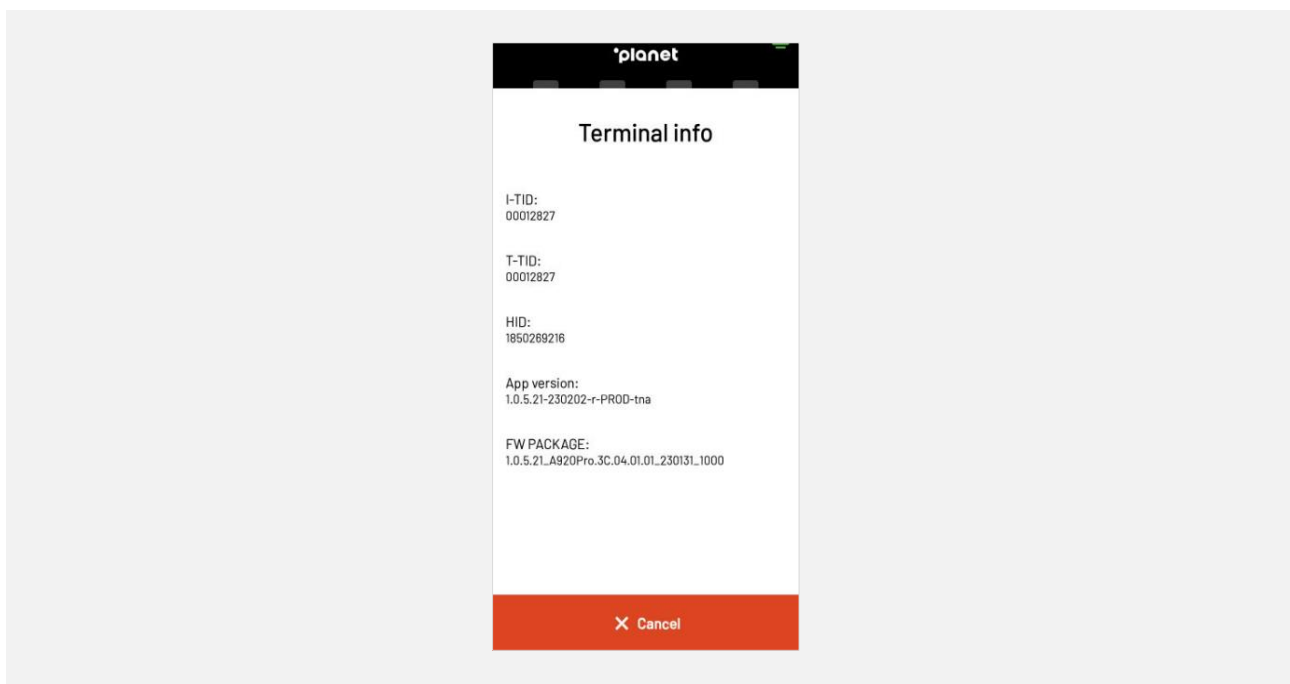 planet
Terminal info
I-TID:
00012827
T-TID:
00012827
HID:
1850269216
App version:
1.0.5.21-230202-r-PROD-tna
FW PACKAGE:
1.0.5.21_A920Pro.3C.04.01.01_230131_1000
Cancel